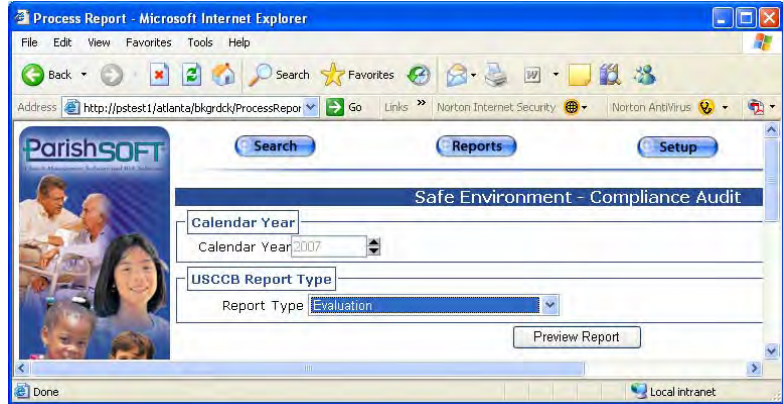 Process Report - Microsoft Internet Explorer
File Edit View Favorites Tools Help
Back Search Favorites
Address http://pstest1/atlanta/bkgrdck/ProcessRepor Go Links » Norton Internet Security Norton AntiVirus
ParishSOFT
Search Reports Setup
Safe Environment - Compliance Audit
Calendar Year
Calendar Year 2007
USCCB Report Type
Report Type Evaluation
Preview Report
Done Local intranet